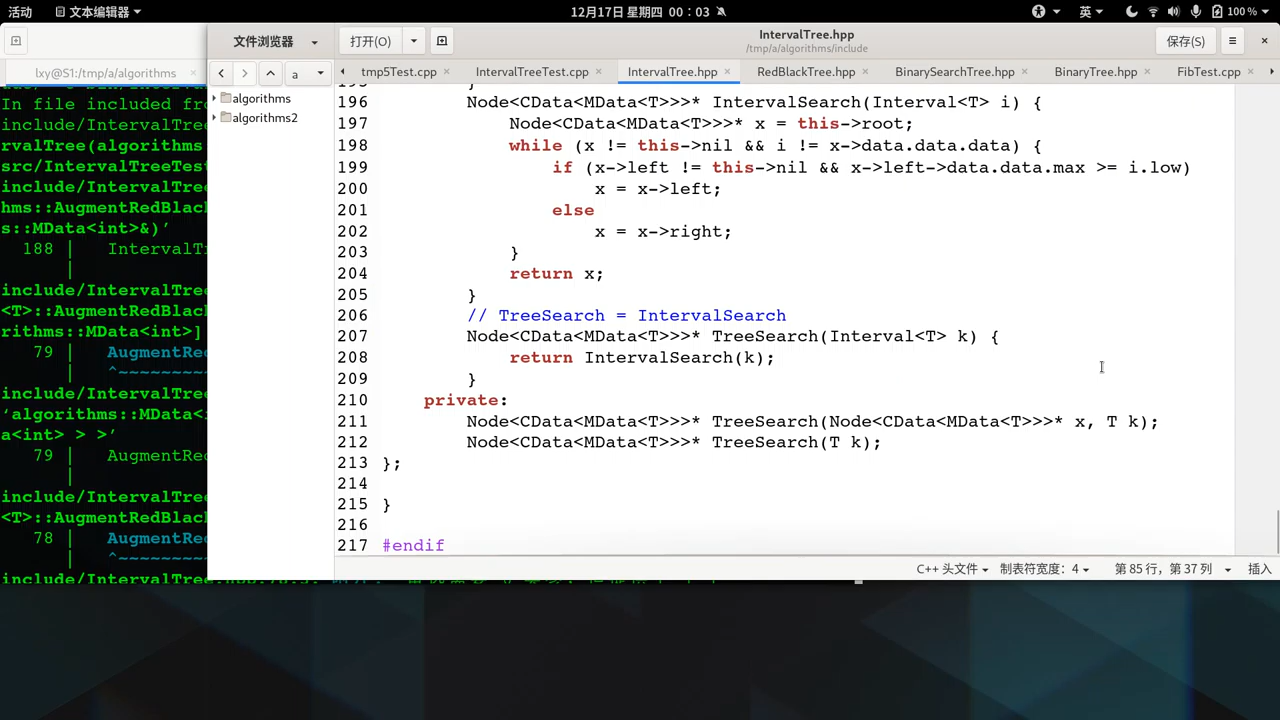 活动
文本编辑器
12月17日 星期四 00：03
英
100 %
文件浏览器
打开(O)
IntervalTree.hpp
/tmp/a/algorithms/include
保存(S)
lxy@S1:/tmp/a/algorithms
a
tmp5Test.cpp
IntervalTreeTest.cpp
IntervalTree.hpp
RedBlackTree.hpp
BinarySearchTree.hpp
BinaryTree.hpp
FibTest.cpp
algorithms
algorithms2
In file included fro
include/IntervalTree
rvalTree(algorithms
src/IntervalTreeTest
include/IntervalTree
hms::AugmentRedBlack
s::MData<int>&)’
188 |     IntervalTr
|
include/IntervalTree
<T>::AugmentRedBlack
rithms::MData<int>]
79 |     AugmentRed
|     ^~~~~~~~~~
include/IntervalTree
‘algorithms::MData<i
a<int> > >’
79 |     AugmentRed
|
include/IntervalTree
<T>::AugmentRedBlack
78 |     AugmentRed
|     ^~~~~~~~~~
195         }
196         Node<CData<MData<T>>>* IntervalSearch(Interval<T> i) {
197             Node<CData<MData<T>>>* x = this->root;
198             while (x != this->nil && i != x->data.data.data) {
199                 if (x->left != this->nil && x->left->data.data.max >= i.low)
200                     x = x->left;
201                 else
202                     x = x->right;
203             }
204             return x;
205         }
206         // TreeSearch = IntervalSearch
207         Node<CData<MData<T>>>* TreeSearch(Interval<T> k) {
208             return IntervalSearch(k);
209         }
210     private:
211         Node<CData<MData<T>>>* TreeSearch(Node<CData<MData<T>>>* x, T k);
212         Node<CData<MData<T>>>* TreeSearch(T k);
213 };
214
215 }
216
217 #endif
C++ 头文件
制表符宽度：4
第 85 行，第 37 列
插入